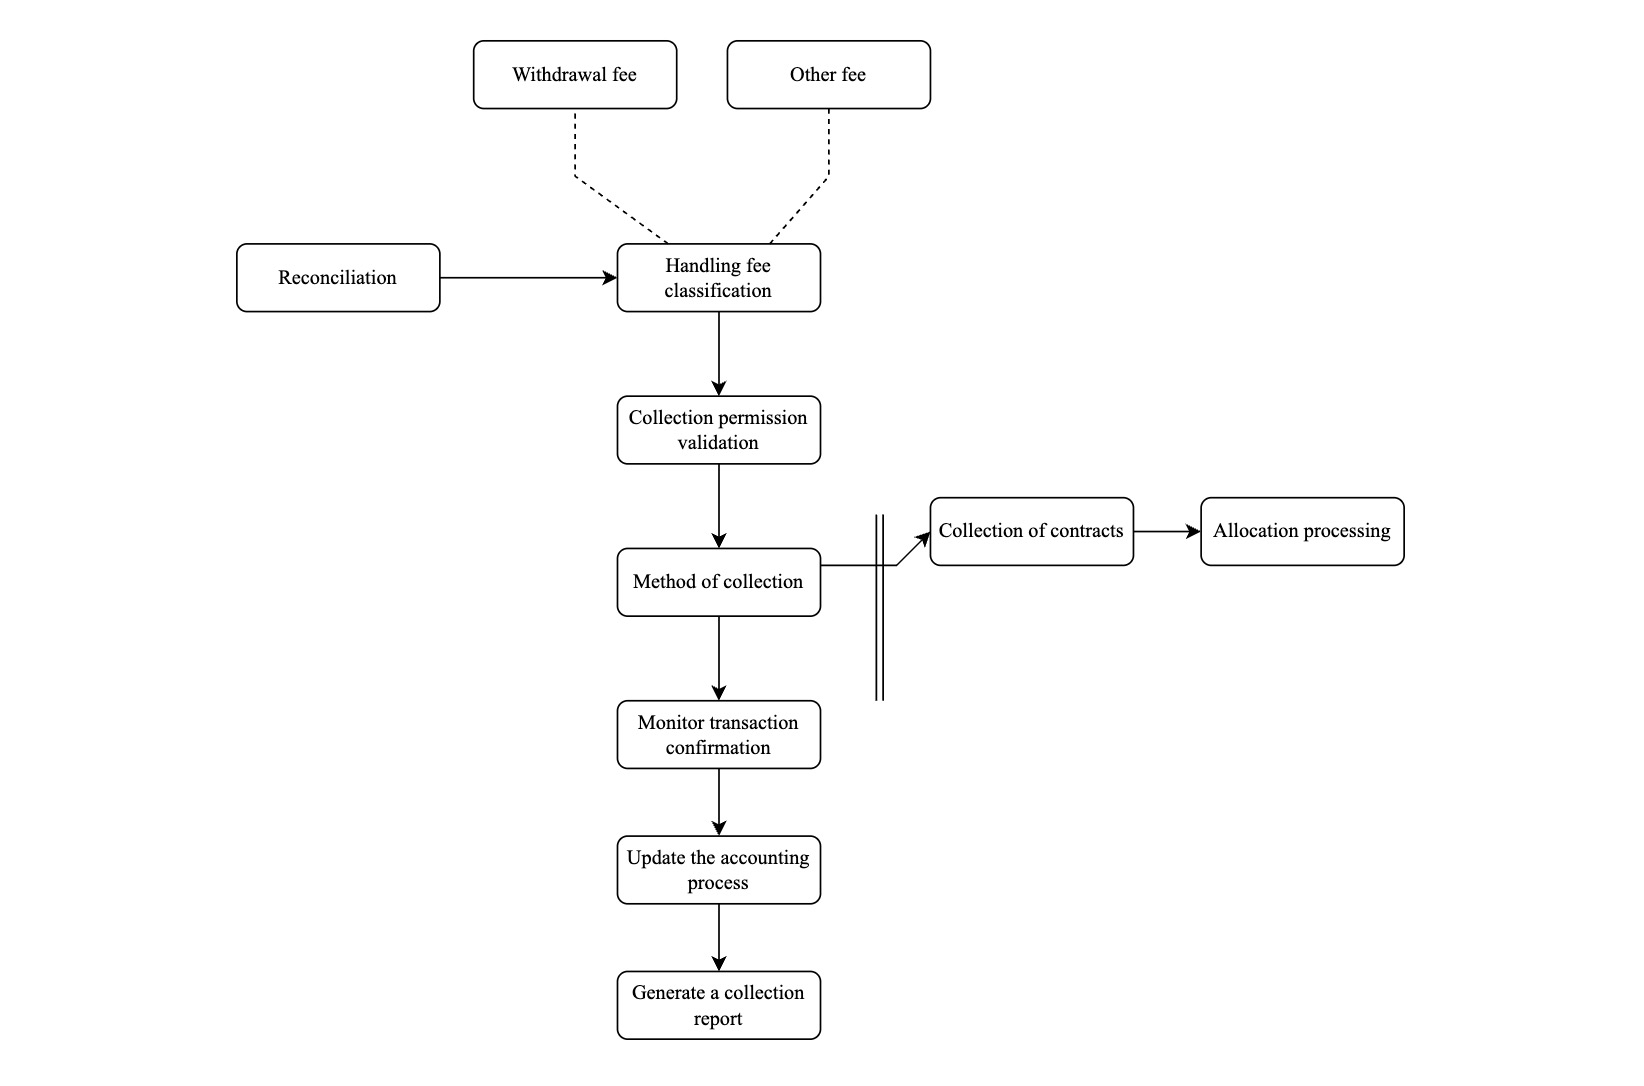 Withdrawal fee
Other fee
Reconciliation
Handling fee
classification
Collection permission
validation
Collection of contracts
Allocation processing
Method of collection
Monitor transaction
confirmation
Update the accounting
process
Generate a collection
report